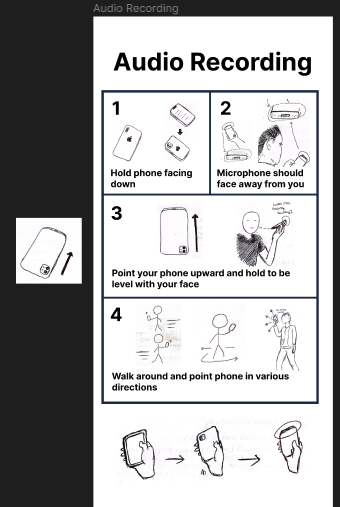 Audio Recording
Audio Recording
1
Hold phone facing
down
2
Microphone should
face away from you
3
Point your phone upward and hold to be
level with your face
4
Walk around and point phone in various
directions